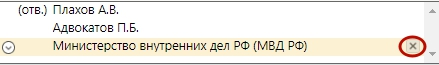 (отв.) Плахов А.В.
Адвокатов П.Б.
Министерство внутренних дел РФ (МВД РФ)